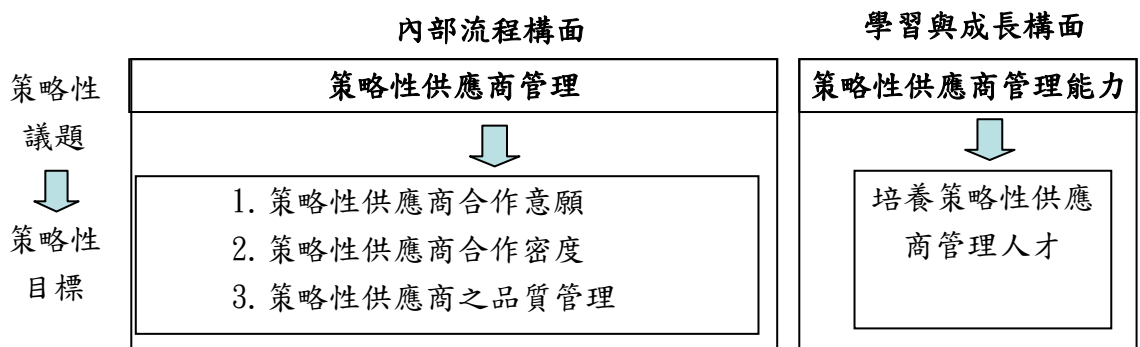 內部流程構面
學習與成長構面
策略性
議題
策略性供應商管理
策略性供應商管理能力
策略性
目標
1. 策略性供應商合作意願
2. 策略性供應商合作密度
3. 策略性供應商之品質管理
培養策略性供應
商管理人才